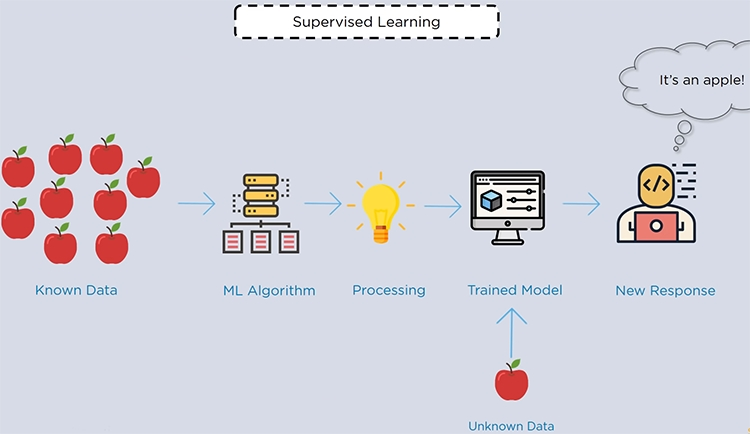 Supervised Learning
It's an apple!
</>
Known Data
ML Algorithm
Processing
Trained Model
New Response
Unknown Data